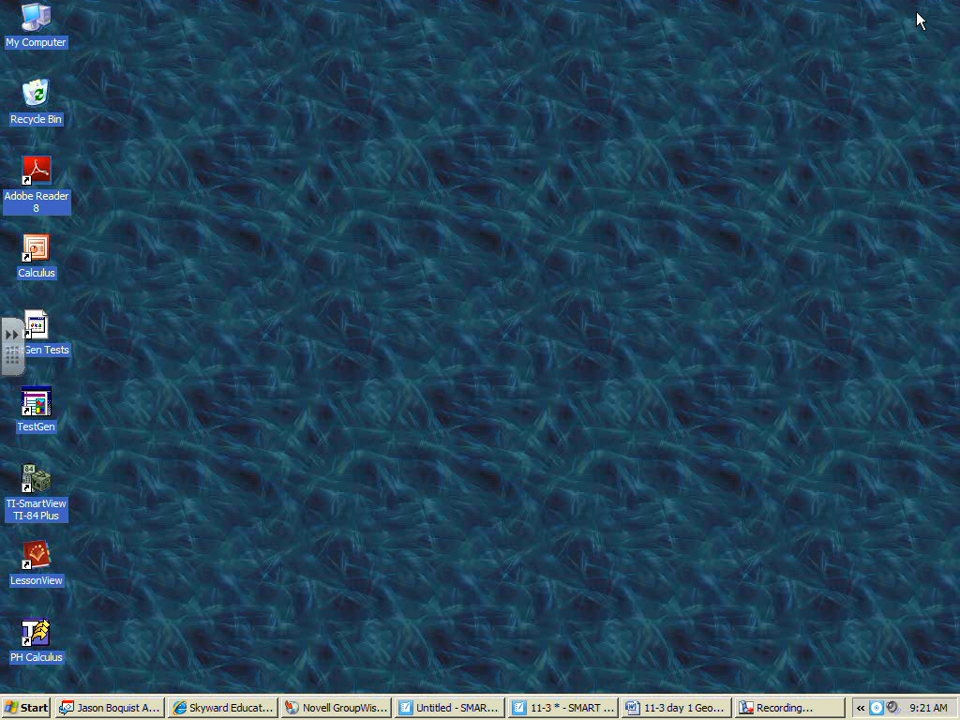 My Computer
Recycle Bin
Adobe Reader
8
Calculus
Gen Tests
TestGen
84
TI-SmartView
TI-84 Plus
LessonView
PH Calculus
Start
Jason Boquist A...
Skyward Educat...
Novell GroupWis...
Untitled - SMAR...
11-3 * - SMART ...
11-3 day 1 Geo...
Recording...
9:21 AM